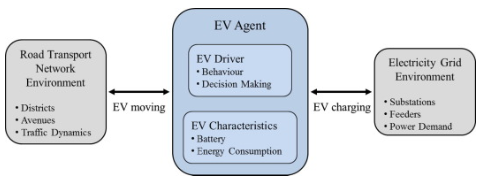 EV Agent
Road Transport
Network
Environment
• Districts
• Avenues
• Traffic Dynamics
EV moving
EV Driver
• Behaviour
• Decision Making
EV Characteristics
• Battery
• Energy Consumption
EV charging
Electricity Grid
Environment
• Substations
• Feeders
• Power Demand